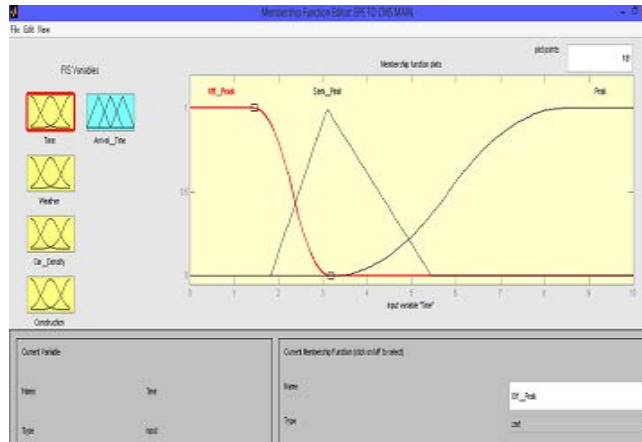 Membership Function Editor: EPE TO CMS MAIN
File Edit View
FIS Variables
Membership function plots
plot points:
181
Off_Peak
Semi_Peak
Peak
Time
Arrival_Time
Weather
Car_Density
Construction
1
0.5
0
0 1 2 3 4 5 6 7 8 9 10
input variable "Time"
Current Variable
Name Time
Type input
Current Membership Function (click on MF to select)
Name Off_Peak
Type zmf